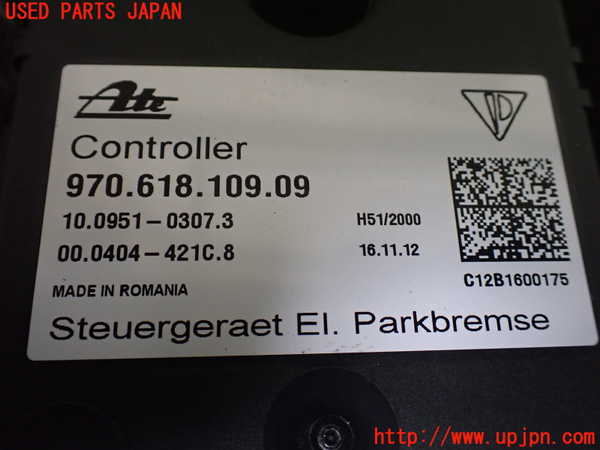 USED PARTS JAPAN
Ate
PD
Controller
970.618.109.09
10.0951-0307.3
H51/2000
00.0404-421C.8
16.11.12
C12B1600175
MADE IN ROMANIA
Steuergeraet El. Parkbremse
http://www.upjpn.com/